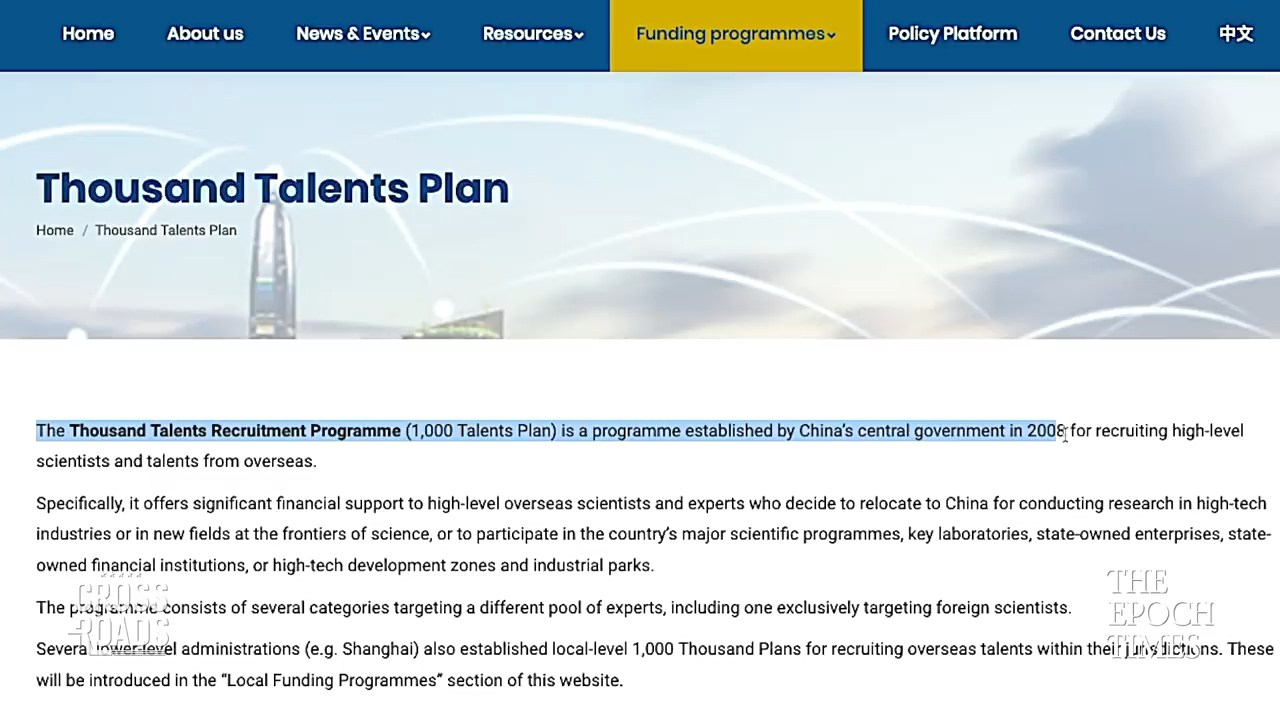 Home About us News & Events Resources Funding programmes Policy Platform Contact Us 中文
Thousand Talents Plan
Home / Thousand Talents Plan
The Thousand Talents Recruitment Programme (1,000 Talents Plan) is a programme established by China's central government in 2008 for recruiting high-level
scientists and talents from overseas.
Specifically, it offers significant financial support to high-level overseas scientists and experts who decide to relocate to China for conducting research in high-tech
industries or in new fields at the frontiers of science, or to participate in the country's major scientific programmes, key laboratories, state-owned enterprises, state-
owned financial institutions, or high-tech development zones and industrial parks.
The programme consists of several categories targeting a different pool of experts, including one exclusively targeting foreign scientists.
Several lower-level administrations (e.g. Shanghai) also established local-level 1,000 Thousand Plans for recruiting overseas talents within their jurisdictions. These
will be introduced in the “Local Funding Programmes” section of this website.
CROSS
ROADS
THE
EPOCH
TIMES